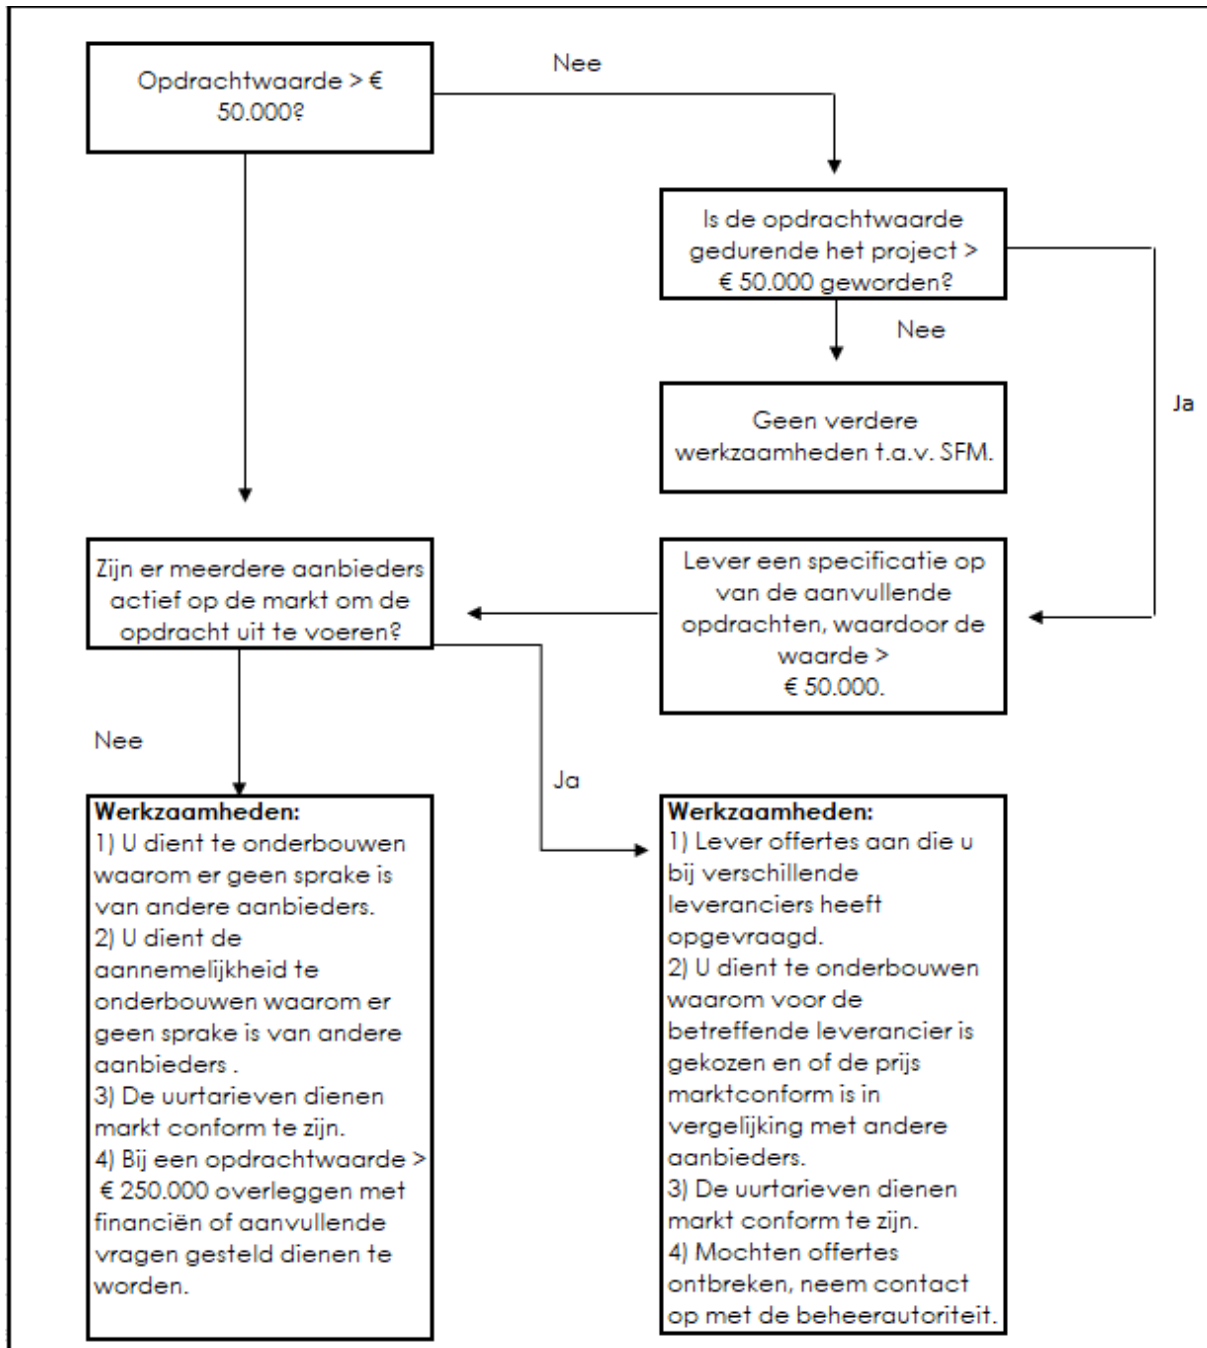 Opdrachtwaarde > €
50.000?
Nee
Is de opdrachtwaarde
gedurende het project >
€ 50.000 geworden?
Nee
Ja
Geen verdere
werkzaamheden t.a.v. SFM.
Zijn er meerdere aanbieders
actief op de markt om de
opdracht uit te voeren?
Lever een specificatie op
van de aanvullende
opdrachten, waardoor de
waarde >
€ 50.000.
Nee
Ja
Werkzaamheden:
1) U dient te onderbouwen
waarom er geen sprake is
van andere aanbieders.
2) U dient de
aannemelijkheid te
onderbouwen waarom er
geen sprake is van andere
aanbieders .
3) De uurtarieven dienen
markt conform te zijn.
4) Bij een opdrachtwaarde >
€ 250.000 overleggen met
financiën of aanvullende
vragen gesteld dienen te
worden.
Werkzaamheden:
1) Lever offertes aan die u
bij verschillende
leveranciers heeft
opgevraagd.
2) U dient te onderbouwen
waarom voor de
betreffende leverancier is
gekozen en of de prijs
marktconform is in
vergelijking met andere
aanbieders.
3) De uurtarieven dienen
markt conform te zijn.
4) Mochten offertes
ontbreken, neem contact
op met de beheerautoriteit.